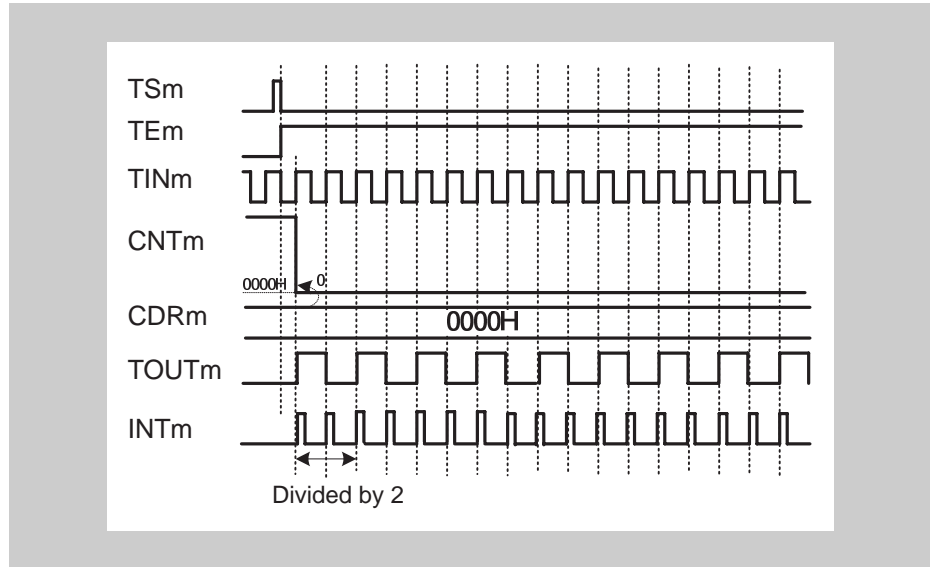 TSm
TEm
TINm
CNTm
0000H 0
CDRm 0000H
TOUTm
INTm
Divided by 2